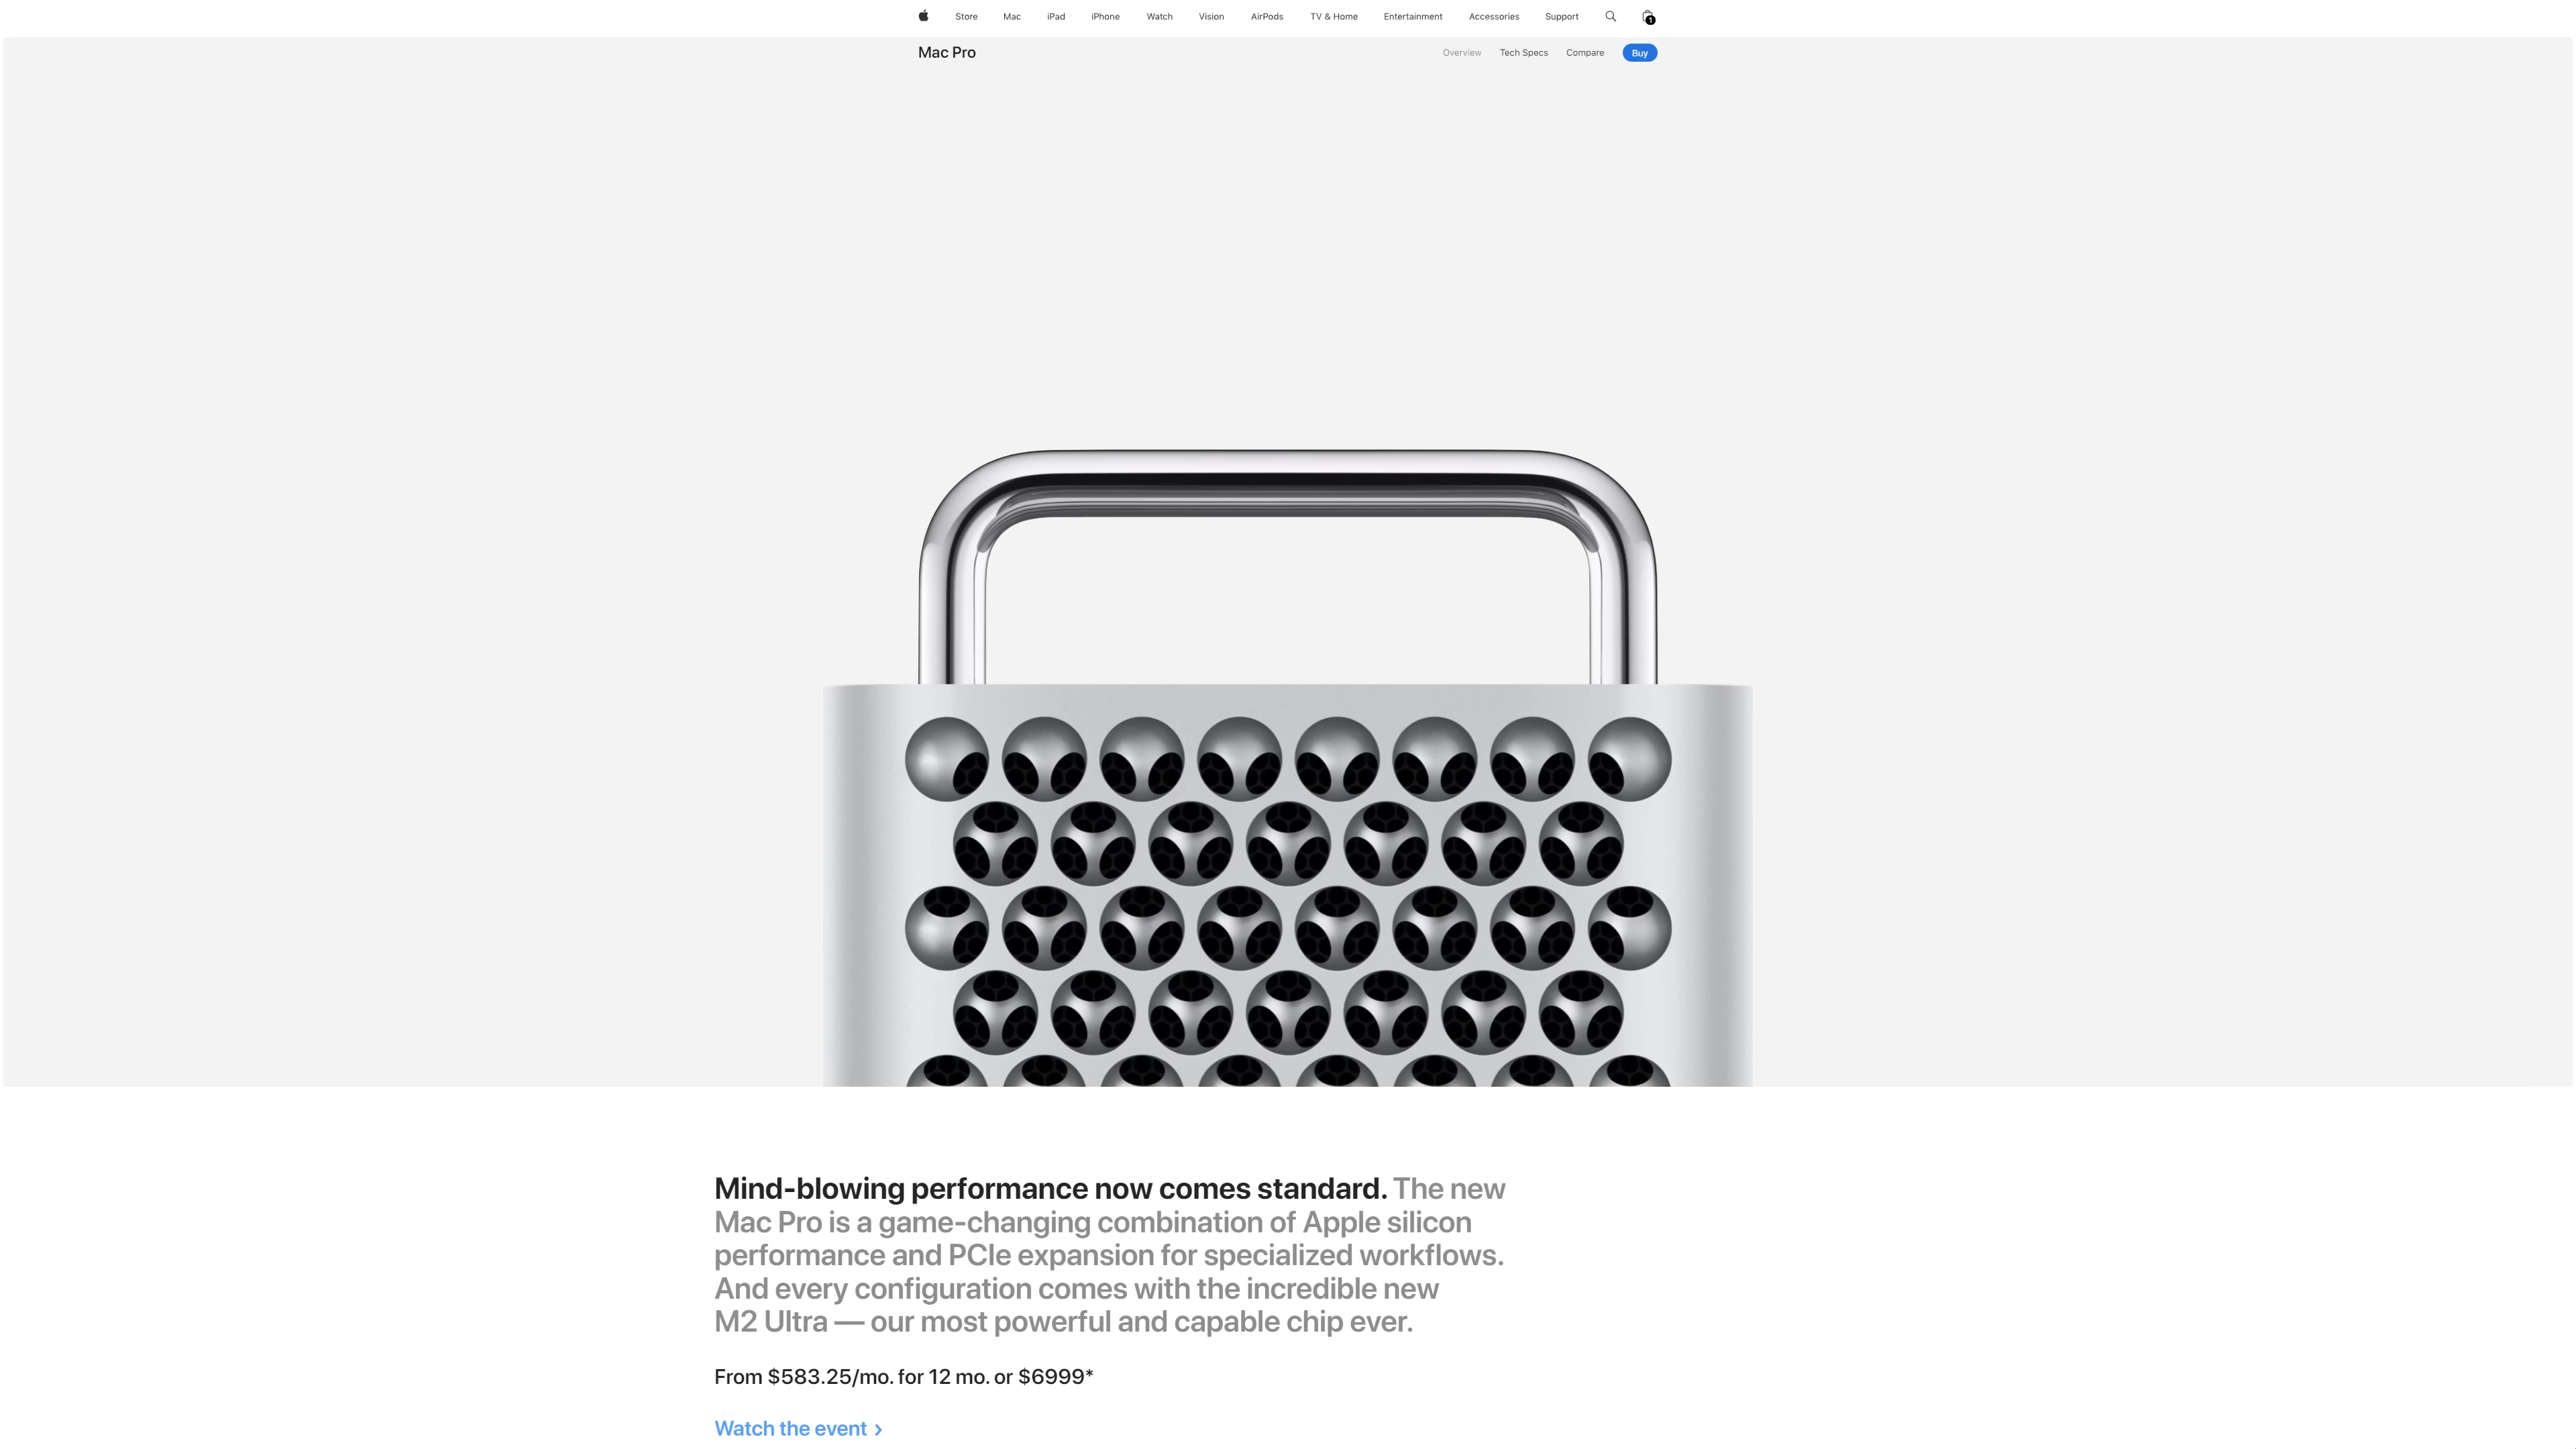 Store Mac iPad iPhone Watch Vision AirPods TV & Home Entertainment Accessories Support 1
Mac Pro Overview Tech Specs Compare Buy
Mind-blowing performance now comes standard. The new
Mac Pro is a game-changing combination of Apple silicon
performance and PCIe expansion for specialized workflows.
And every configuration comes with the incredible new
M2 Ultra — our most powerful and capable chip ever.
From $583.25/mo. for 12 mo. or $6999*
Watch the event >